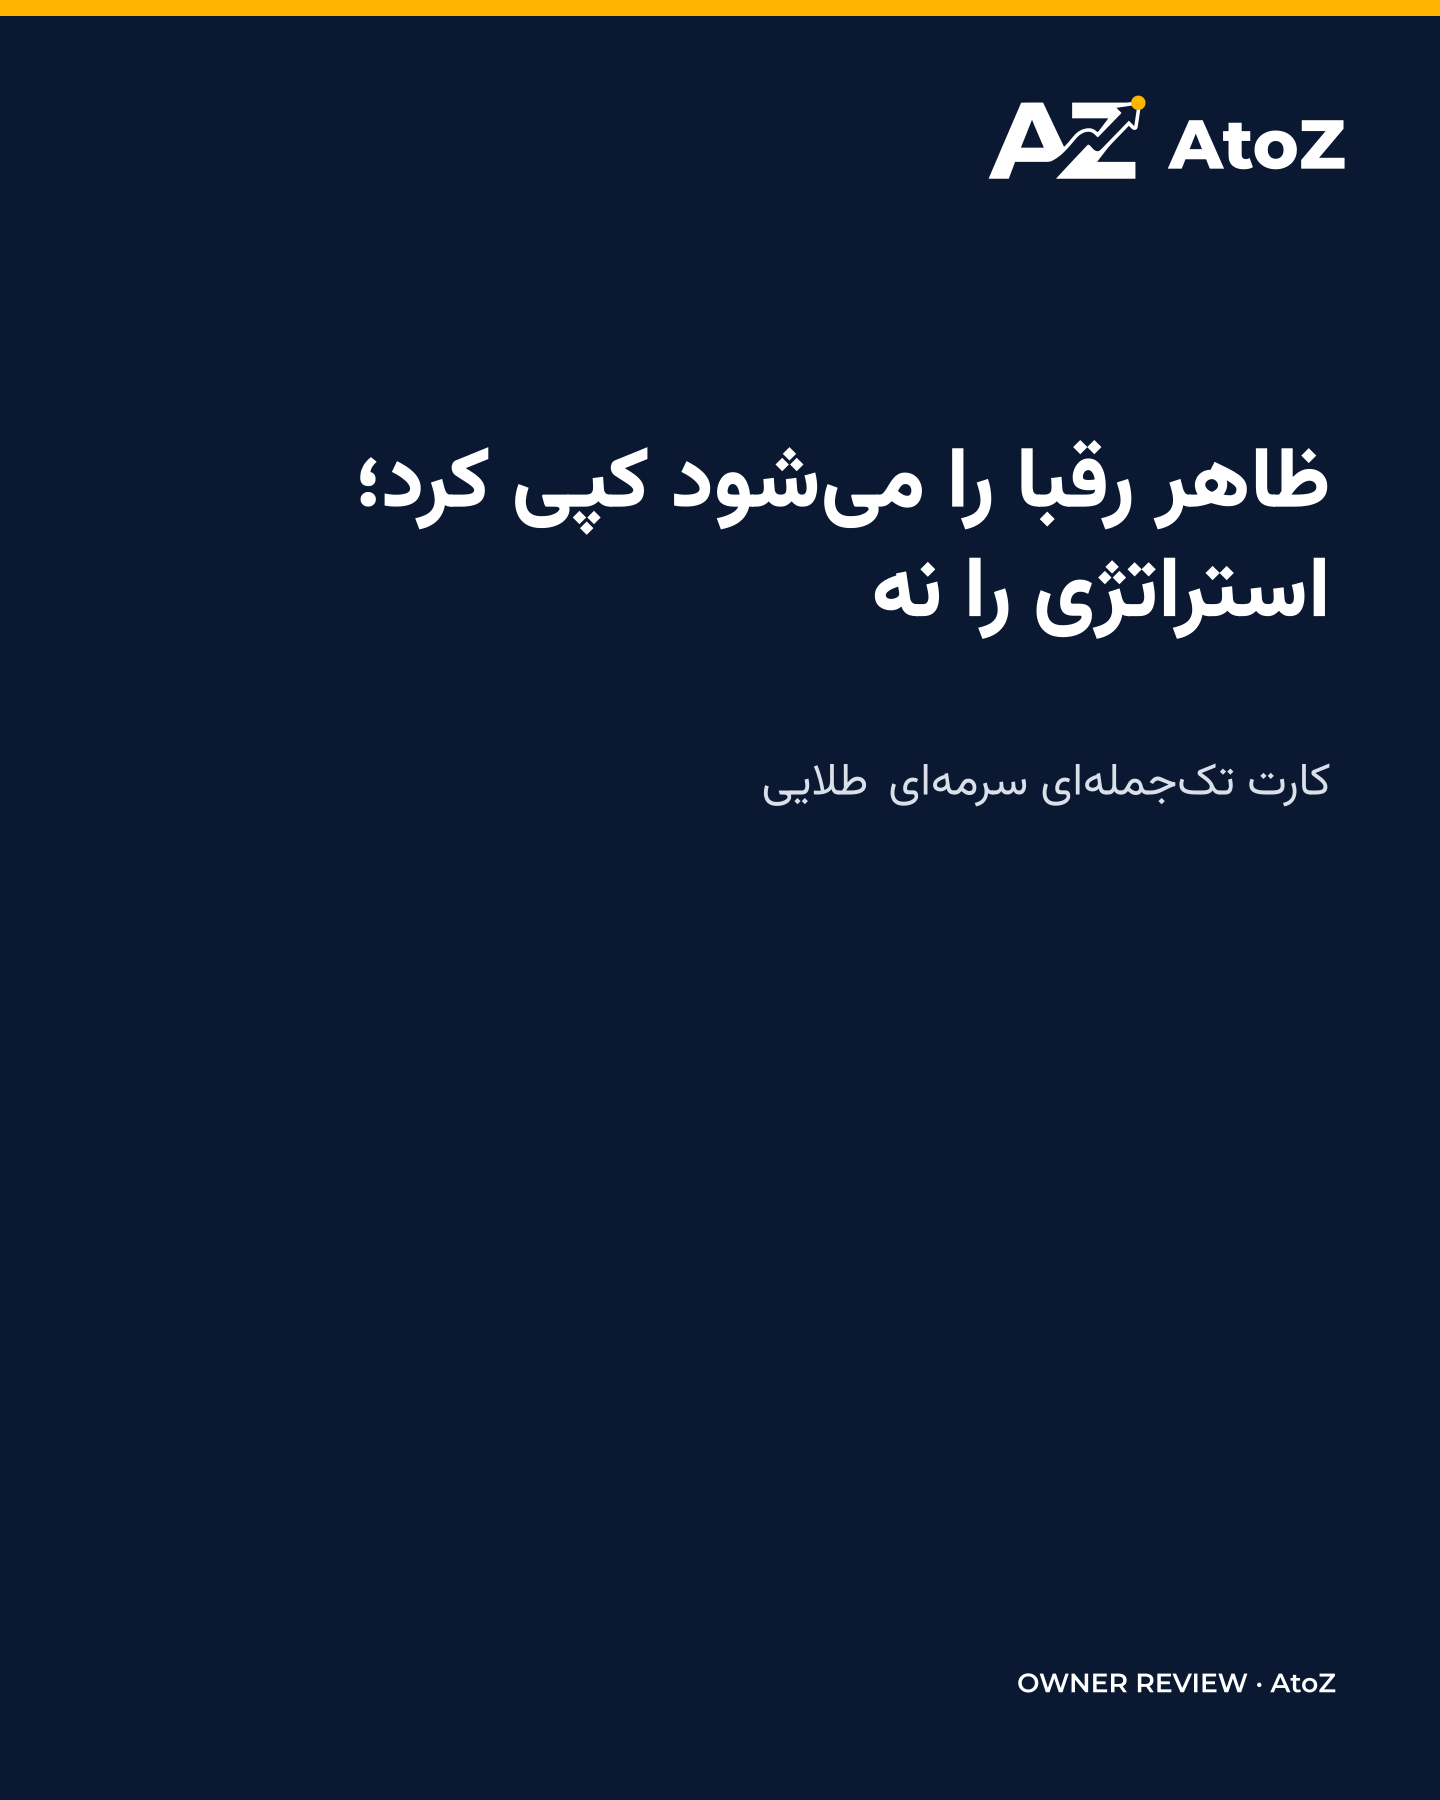 AZ AtoZ
ظاهر رقبا را می‌شود کپی کرد؛
استراتژی را نه
کارت تک‌جمله‌ای سرمه‌ای طلایی
OWNER REVIEW · AtoZ